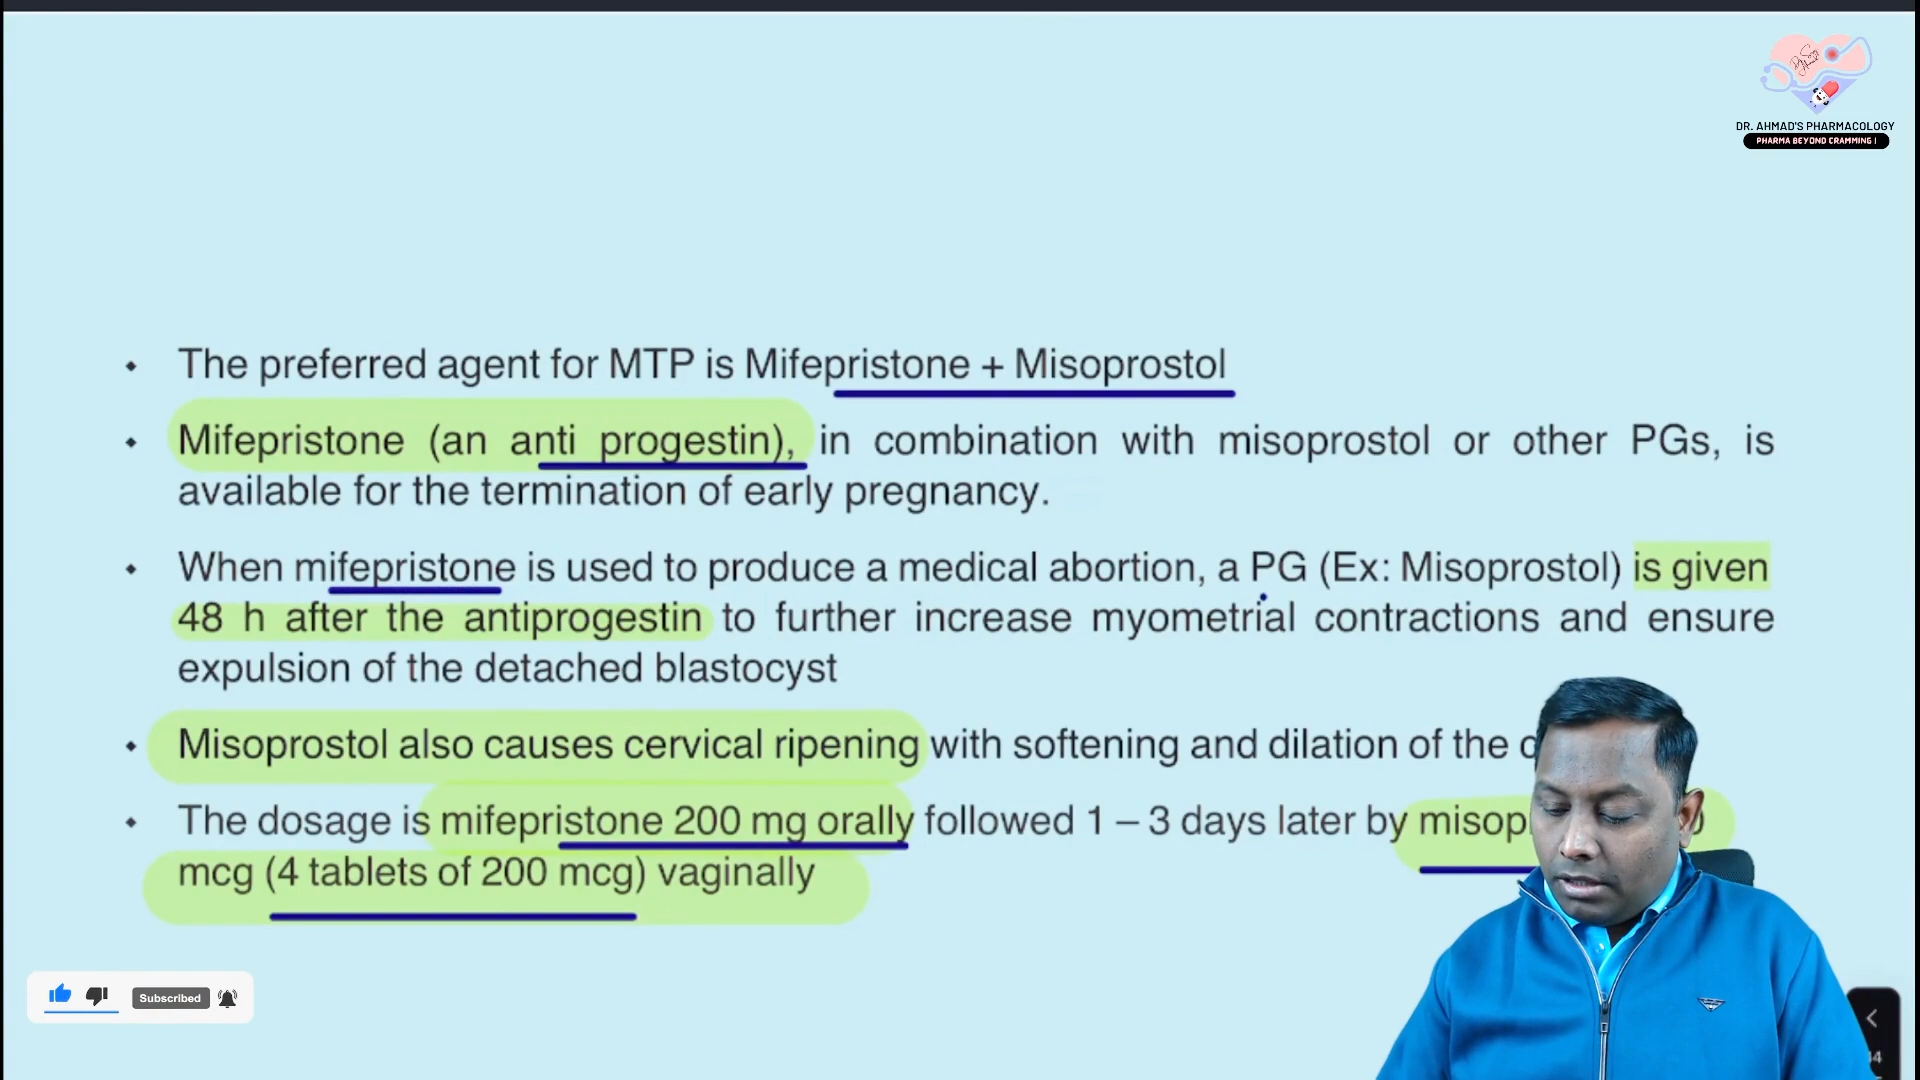 DR. AHMAD'S PHARMACOLOGY
PHARMA BEYOND CRAMMING !
• The preferred agent for MTP is Mifepristone + Misoprostol
• Mifepristone (an anti progestin), in combination with misoprostol or other PGs, is
available for the termination of early pregnancy.
• When mifepristone is used to produce a medical abortion, a PG (Ex: Misoprostol) is given
48 h after the antiprogestin to further increase myometrial contractions and ensure
expulsion of the detached blastocyst
• Misoprostol also causes cervical ripening with softening and dilation of the
• The dosage is mifepristone 200 mg orally followed 1 – 3 days later by
mcg (4 tablets of 200 mcg) vaginally
Subscribed